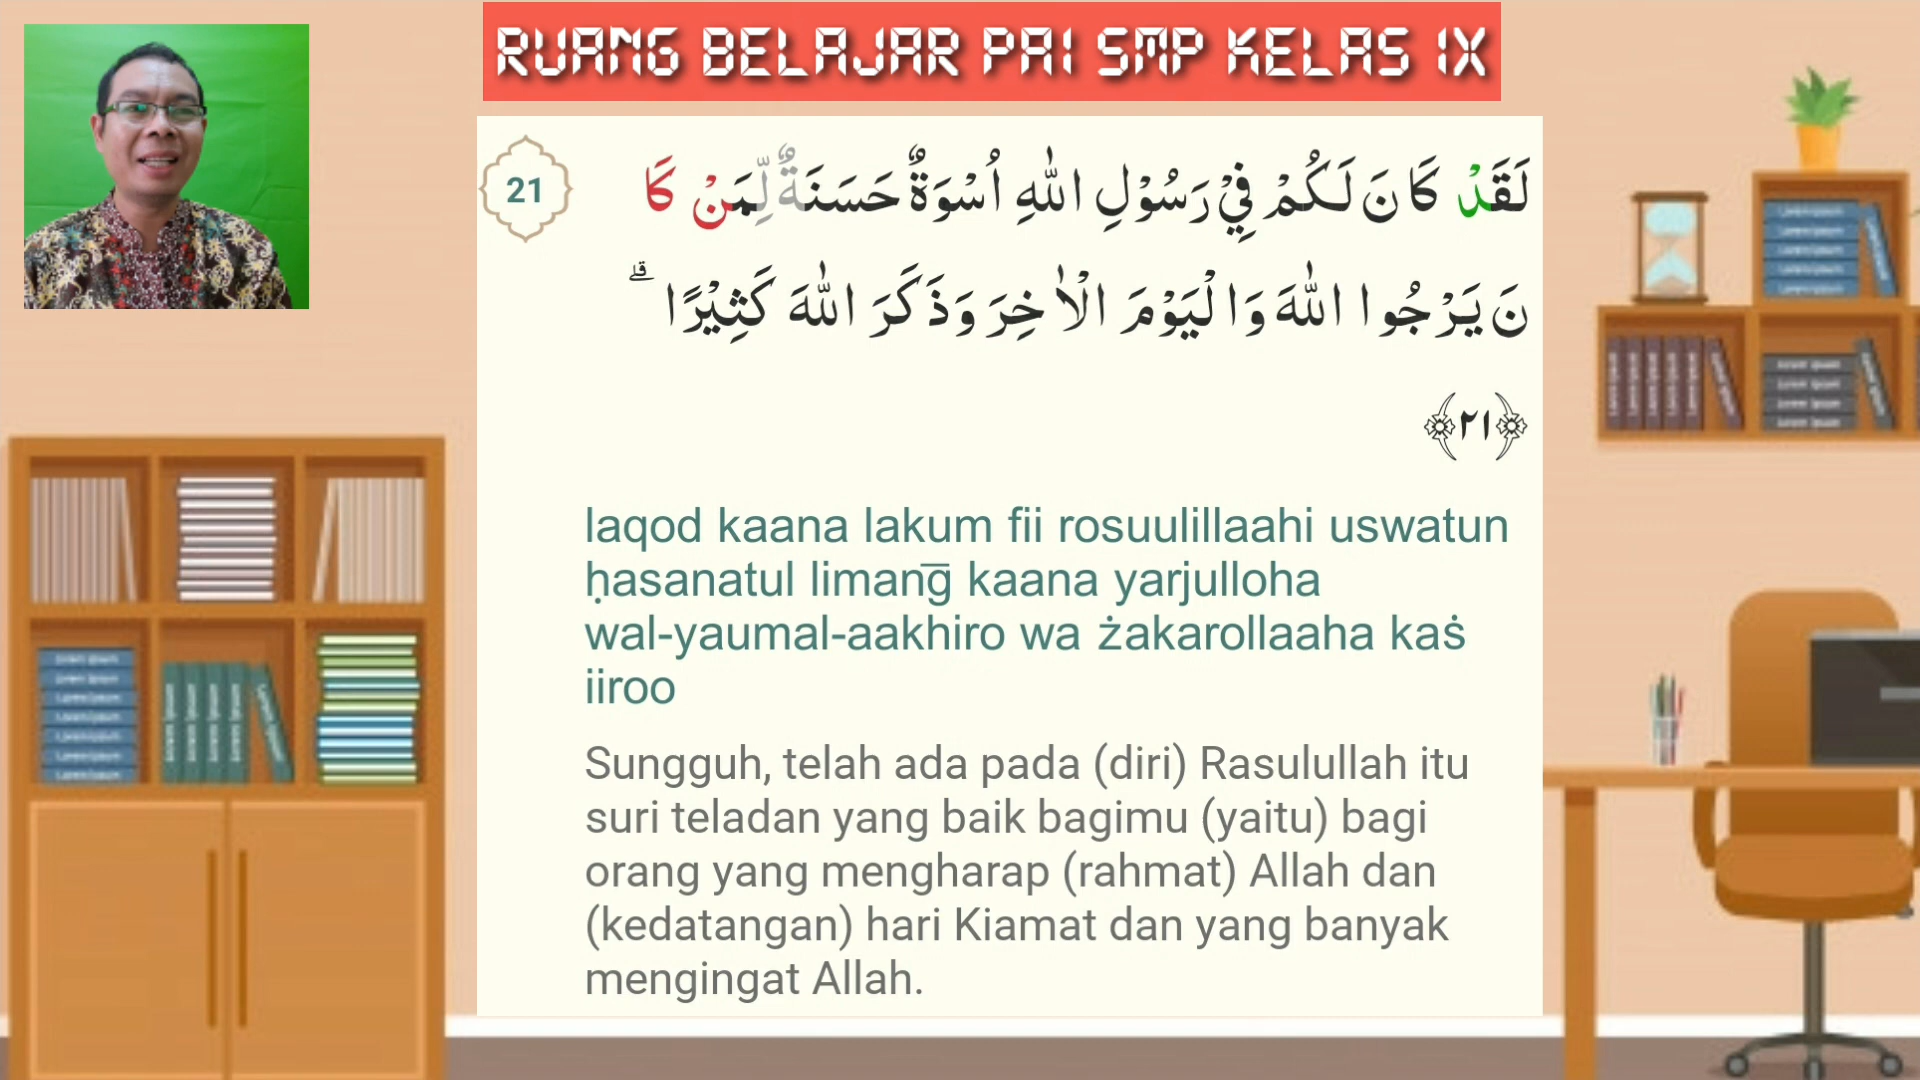 RUANG BELAJAR PAI SMP KELAS IX
21
لَقَدْ كَانَ لَكُمْ فِيْ رَسُوْلِ اللّٰهِ اُسْوَةٌ حَسَنَةٌ لِّمَنْ كَا
نَ يَرْجُوا اللّٰهَ وَالْيَوْمَ الْاٰخِرَ وَذَكَرَ اللّٰهَ كَثِيْرًاۗ
﴿٢١﴾
laqod kaana lakum fii rosuulillaahi uswatun
ḥasanatul limang̅ kaana yarjulloha
wal-yaumal-aakhiro wa żakarollaaha kaṡ
iiroo
Sungguh, telah ada pada (diri) Rasulullah itu
suri teladan yang baik bagimu (yaitu) bagi
orang yang mengharap (rahmat) Allah dan
(kedatangan) hari Kiamat dan yang banyak
mengingat Allah.